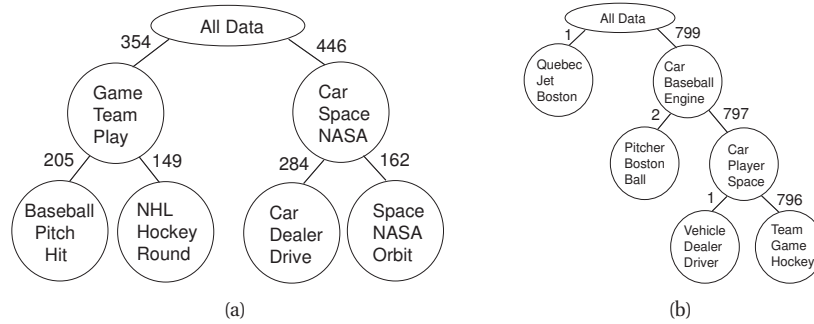 All Data
354
446
Game
Team
Play
Car
Space
NASA
205
149
284
162
Baseball
Pitch
Hit
NHL
Hockey
Round
Car
Dealer
Drive
Space
NASA
Orbit
(a)
All Data
1
799
Quebec
Jet
Boston
Car
Baseball
Engine
2
797
Pitcher
Boston
Ball
Car
Player
Space
1
796
Vehicle
Dealer
Driver
Team
Game
Hockey
(b)